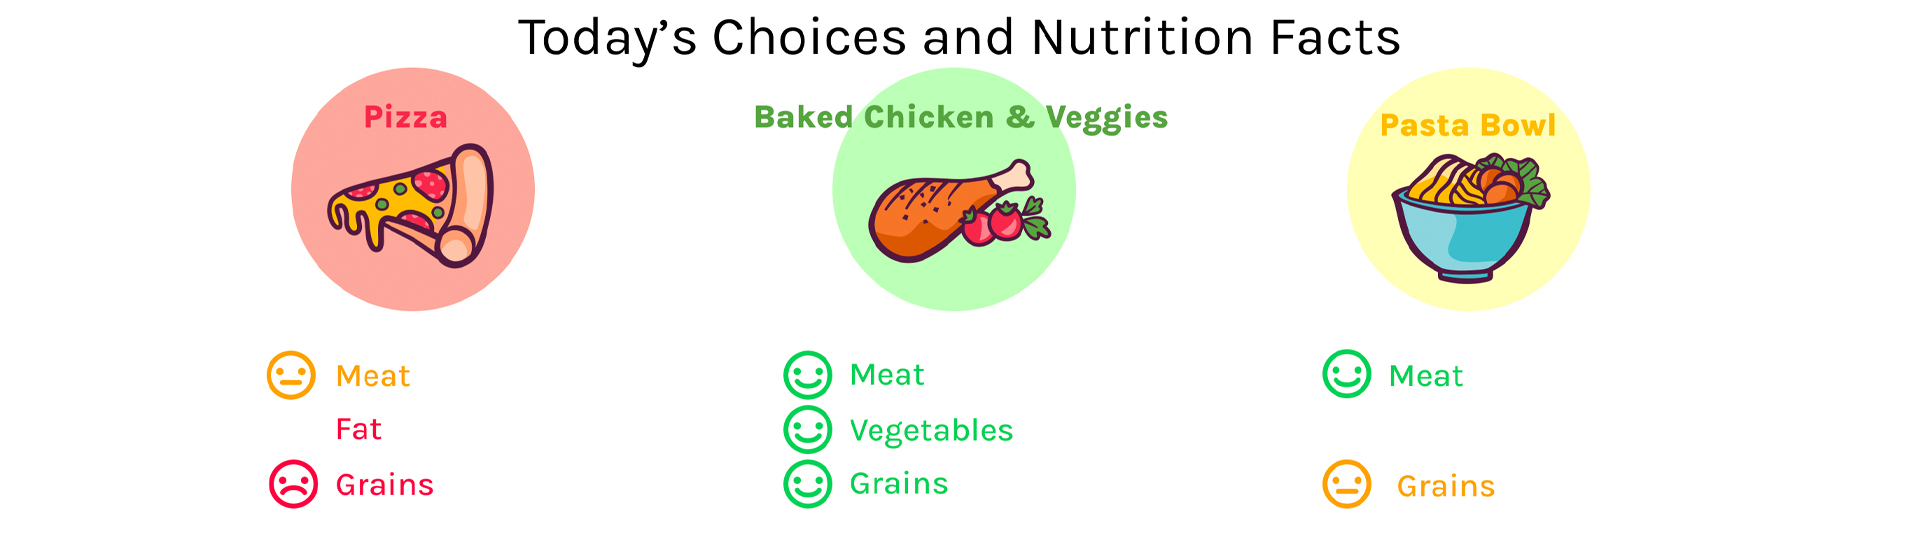 Today’s Choices and Nutrition Facts
Pizza
Meat
Fat
Grains
Baked Chicken & Veggies
Meat
Vegetables
Grains
Pasta Bowl
Meat
Grains